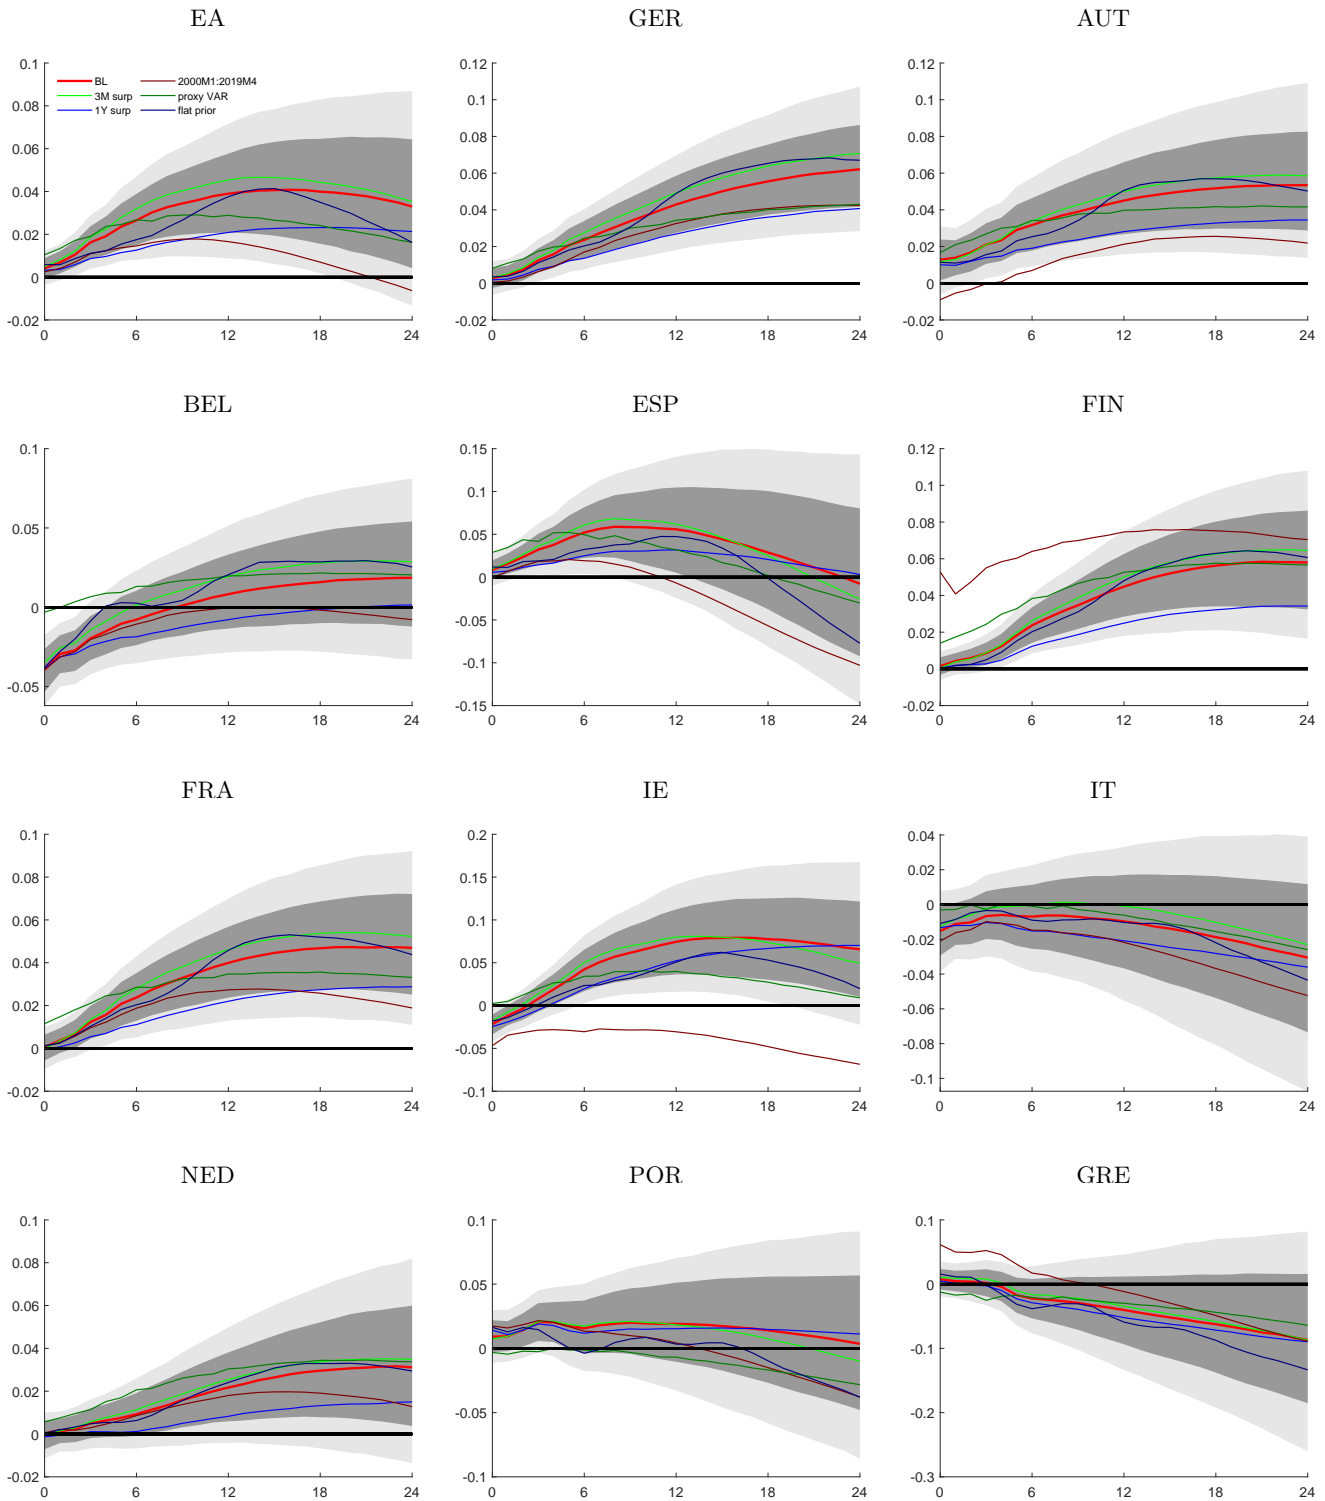 EA GER AUT
0.1 0.12 0.12
BL 2000M1:2019M4
3M surp proxy VAR
1Y surp flat prior
0.08 0.1 0.1
0.06 0.08 0.08
0.04 0.06 0.06
0.02 0.04 0.04
0 0.02 0.02
-0.02 0 0
-0.02 -0.02
0 6 12 18 24 0 6 12 18 24 0 6 12 18 24
BEL ESP FIN
0.1 0.15 0.12
0.05 0.1 0.1
0 0.05 0.08
-0.05 0 0.06
-0.05 0.04
-0.1 0.02
-0.15 0
-0.02
0 6 12 18 24 0 6 12 18 24 0 6 12 18 24
FRA IE IT
0.1 0.2 0.04
0.08 0.15 0.02
0.06 0.1 0
0.04 0.05 -0.02
0.02 0 -0.04
0 -0.05 -0.06
-0.02 -0.1 -0.08
-0.1
0 6 12 18 24 0 6 12 18 24 0 6 12 18 24
NED POR GRE
0.1 0.1 0.1
0.08 0.05 0
0.06 0 -0.1
0.04 -0.05 -0.2
0.02 -0.1 -0.3
0
-0.02
0 6 12 18 24 0 6 12 18 24 0 6 12 18 24